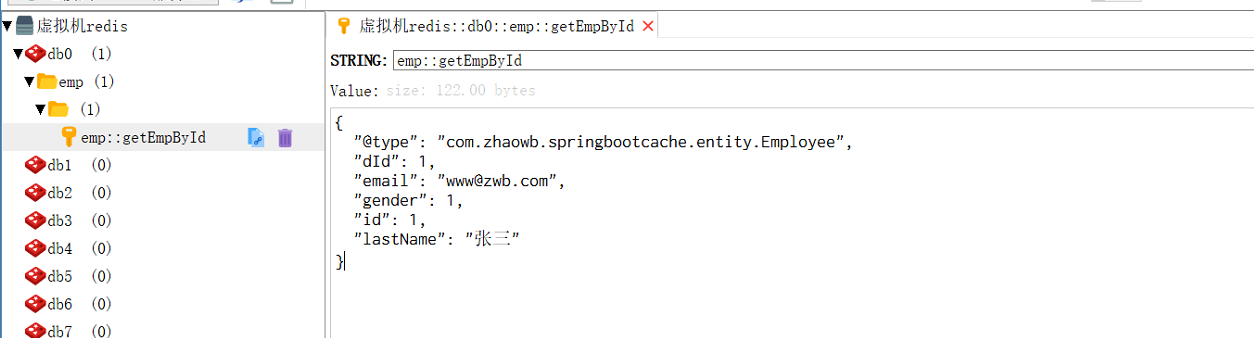 虚拟机redis
db0 (1)
emp (1)
(1)
emp::getEmpById
db1 (0)
db2 (0)
db3 (0)
db4 (0)
db5 (0)
db6 (0)
db7 (0)
虚拟机redis::db0::emp::getEmpById
STRING: emp::getEmpById
Value: size: 122.00 bytes
{
"@type": "com.zhaowb.springbootcache.entity.Employee",
"dId": 1,
"email": "www@zwb.com",
"gender": 1,
"id": 1,
"lastName": "张三"
}